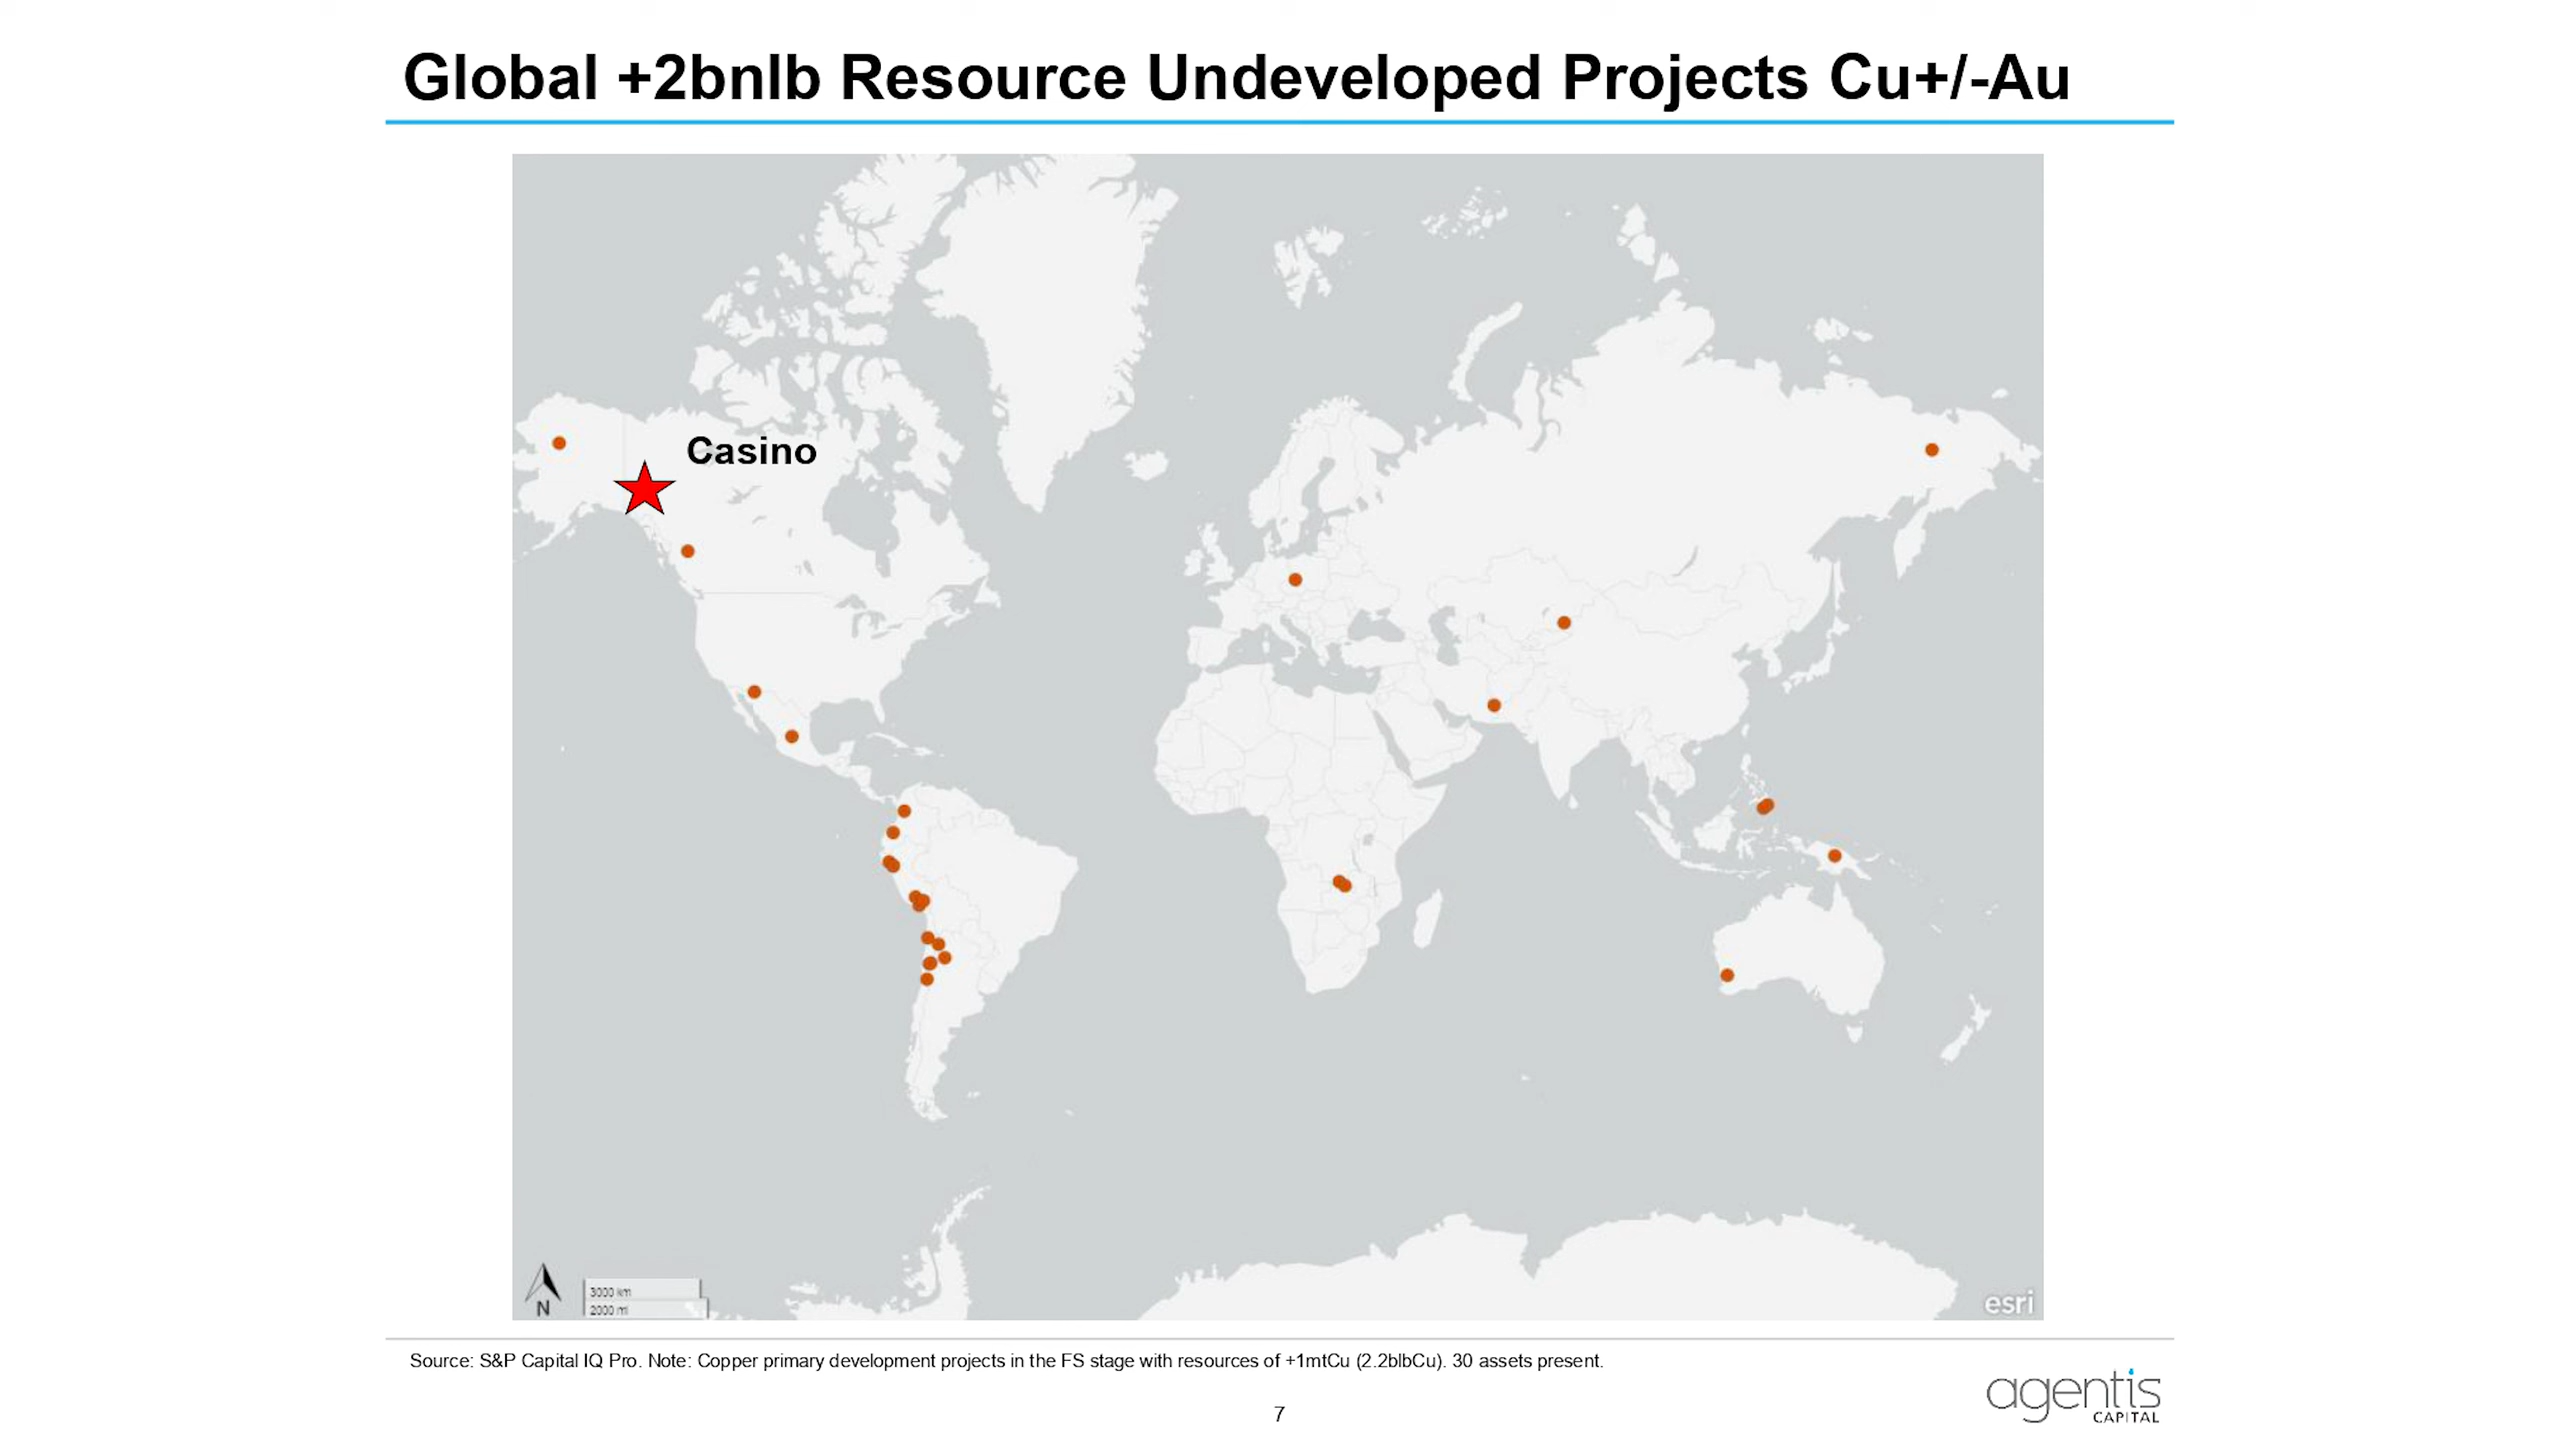 Global +2bnlb Resource Undeveloped Projects Cu+/-Au
Casino
N
3000 km
2000 mi
esri
Source: S&P Capital IQ Pro. Note: Copper primary development projects in the FS stage with resources of +1mtCu (2.2blbCu). 30 assets present.
7
agentis
CAPITAL